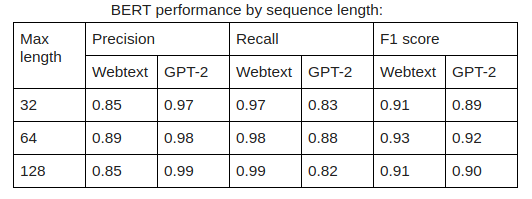 BERT performance by sequence length:
Max length Precision Recall F1 score
Webtext GPT-2 Webtext GPT-2 Webtext GPT-2
32 0.85 0.97 0.97 0.83 0.91 0.89
64 0.89 0.98 0.98 0.88 0.93 0.92
128 0.85 0.99 0.99 0.82 0.91 0.90